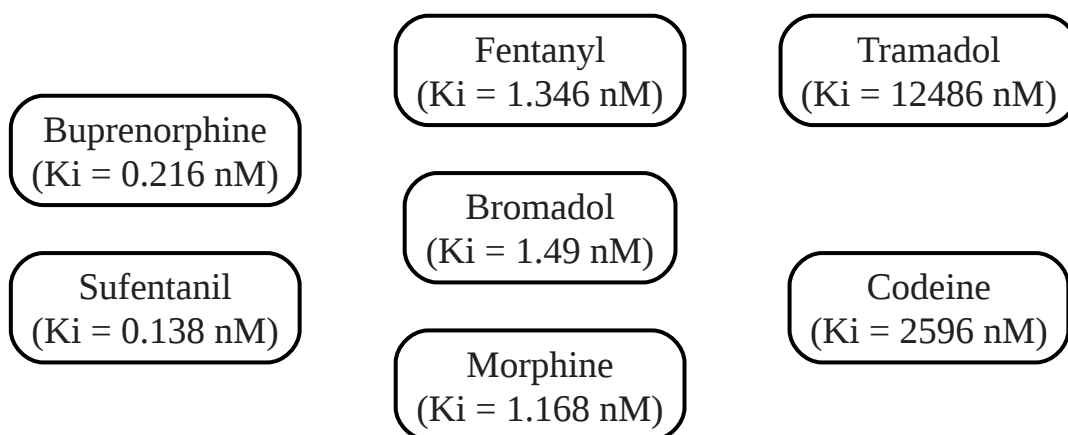 Fentanyl
(Ki = 1.346 nM)
Tramadol
(Ki = 12486 nM)
Buprenorphine
(Ki = 0.216 nM)
Bromadol
(Ki = 1.49 nM)
Sufentanil
(Ki = 0.138 nM)
Codeine
(Ki = 2596 nM)
Morphine
(Ki = 1.168 nM)